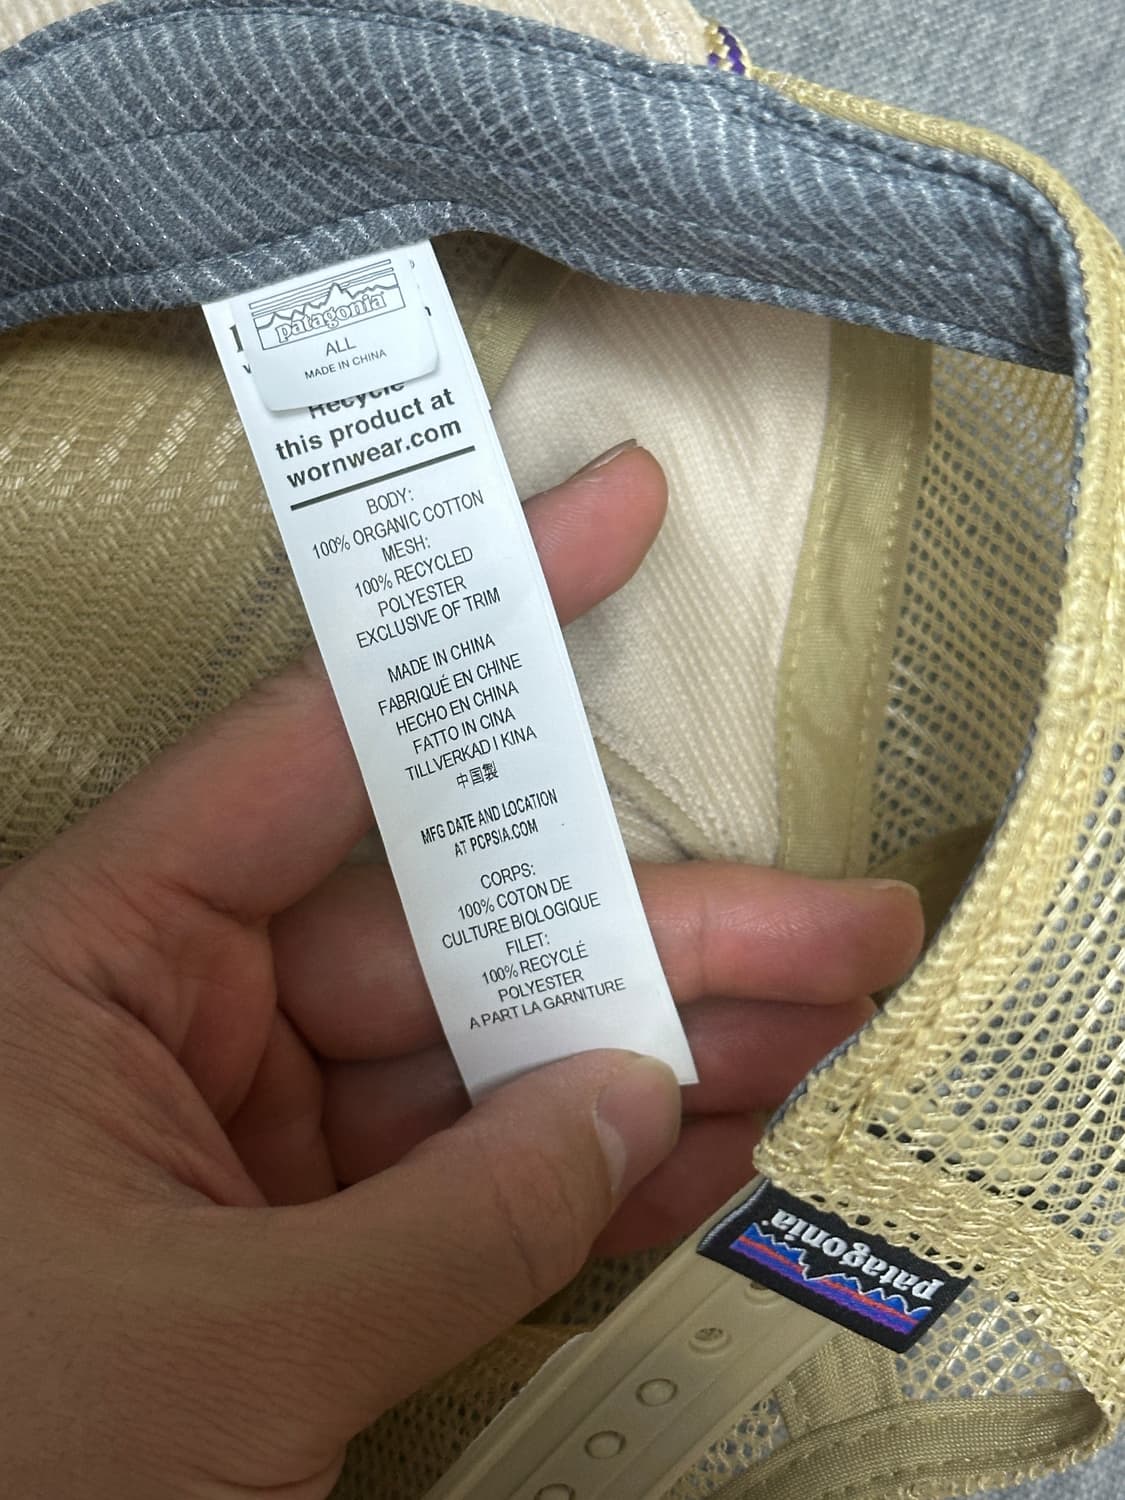 patagonia
ALL
MADE IN CHINA
Recycle
this product at
wornwear.com
BODY:
100% ORGANIC COTTON
MESH:
100% RECYCLED
POLYESTER
EXCLUSIVE OF TRIM
MADE IN CHINA
FABRIQUÉ EN CHINE
HECHO EN CHINA
FATTO IN CINA
TILLVERKAD I KINA
中国製
MFG DATE AND LOCATION
AT PCPSIA.COM
CORPS:
100% COTON DE
CULTURE BIOLOGIQUE
FILET:
100% RECYCLÉ
POLYESTER
A PART LA GARNITURE
patagonia